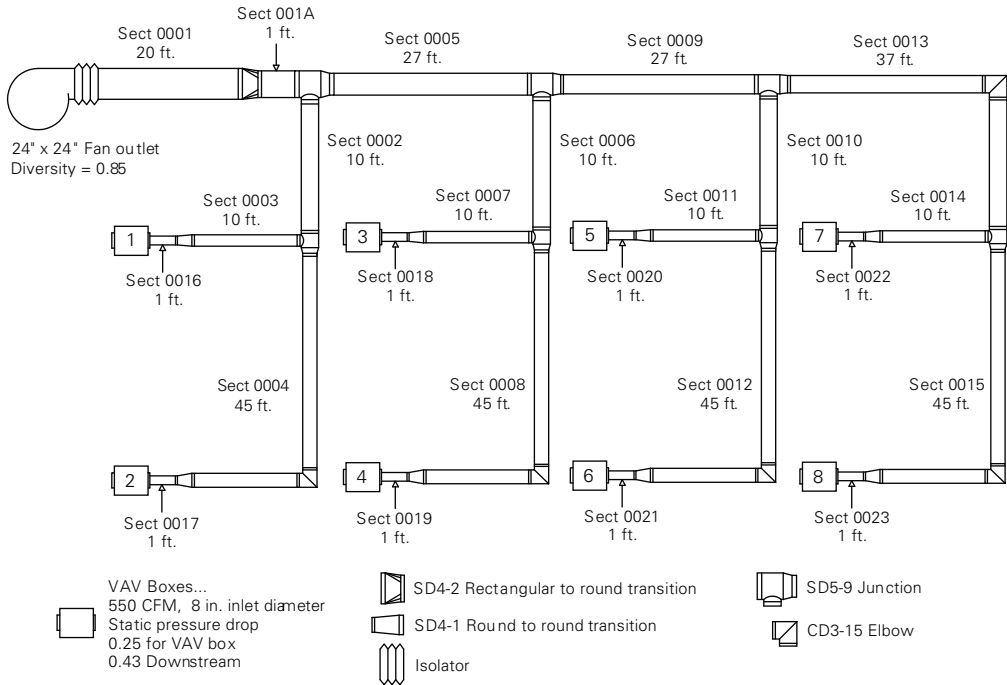 Sect 0001
20 ft.
Sect 001A
1 ft.
Sect 0005
27 ft.
Sect 0009
27 ft.
Sect 0013
37 ft.
24" x 24" Fan outlet
Diversity = 0.85
Sect 0002
10 ft.
Sect 0006
10 ft.
Sect 0010
10 ft.
Sect 0003
10 ft.
Sect 0007
10 ft.
Sect 0011
10 ft.
Sect 0014
10 ft.
1
3
5
7
Sect 0016
1 ft.
Sect 0018
1 ft.
Sect 0020
1 ft.
Sect 0022
1 ft.
Sect 0004
45 ft.
Sect 0008
45 ft.
Sect 0012
45 ft.
Sect 0015
45 ft.
2
4
6
8
Sect 0017
1 ft.
Sect 0019
1 ft.
Sect 0021
1 ft.
Sect 0023
1 ft.
VAV Boxes...
550 CFM, 8 in. inlet diameter
Static pressure drop
0.25 for VAV box
0.43 Downstream
SD4-2 Rectangular to round transition
SD4-1 Round to round transition
Isolator
SD5-9 Junction
CD3-15 Elbow